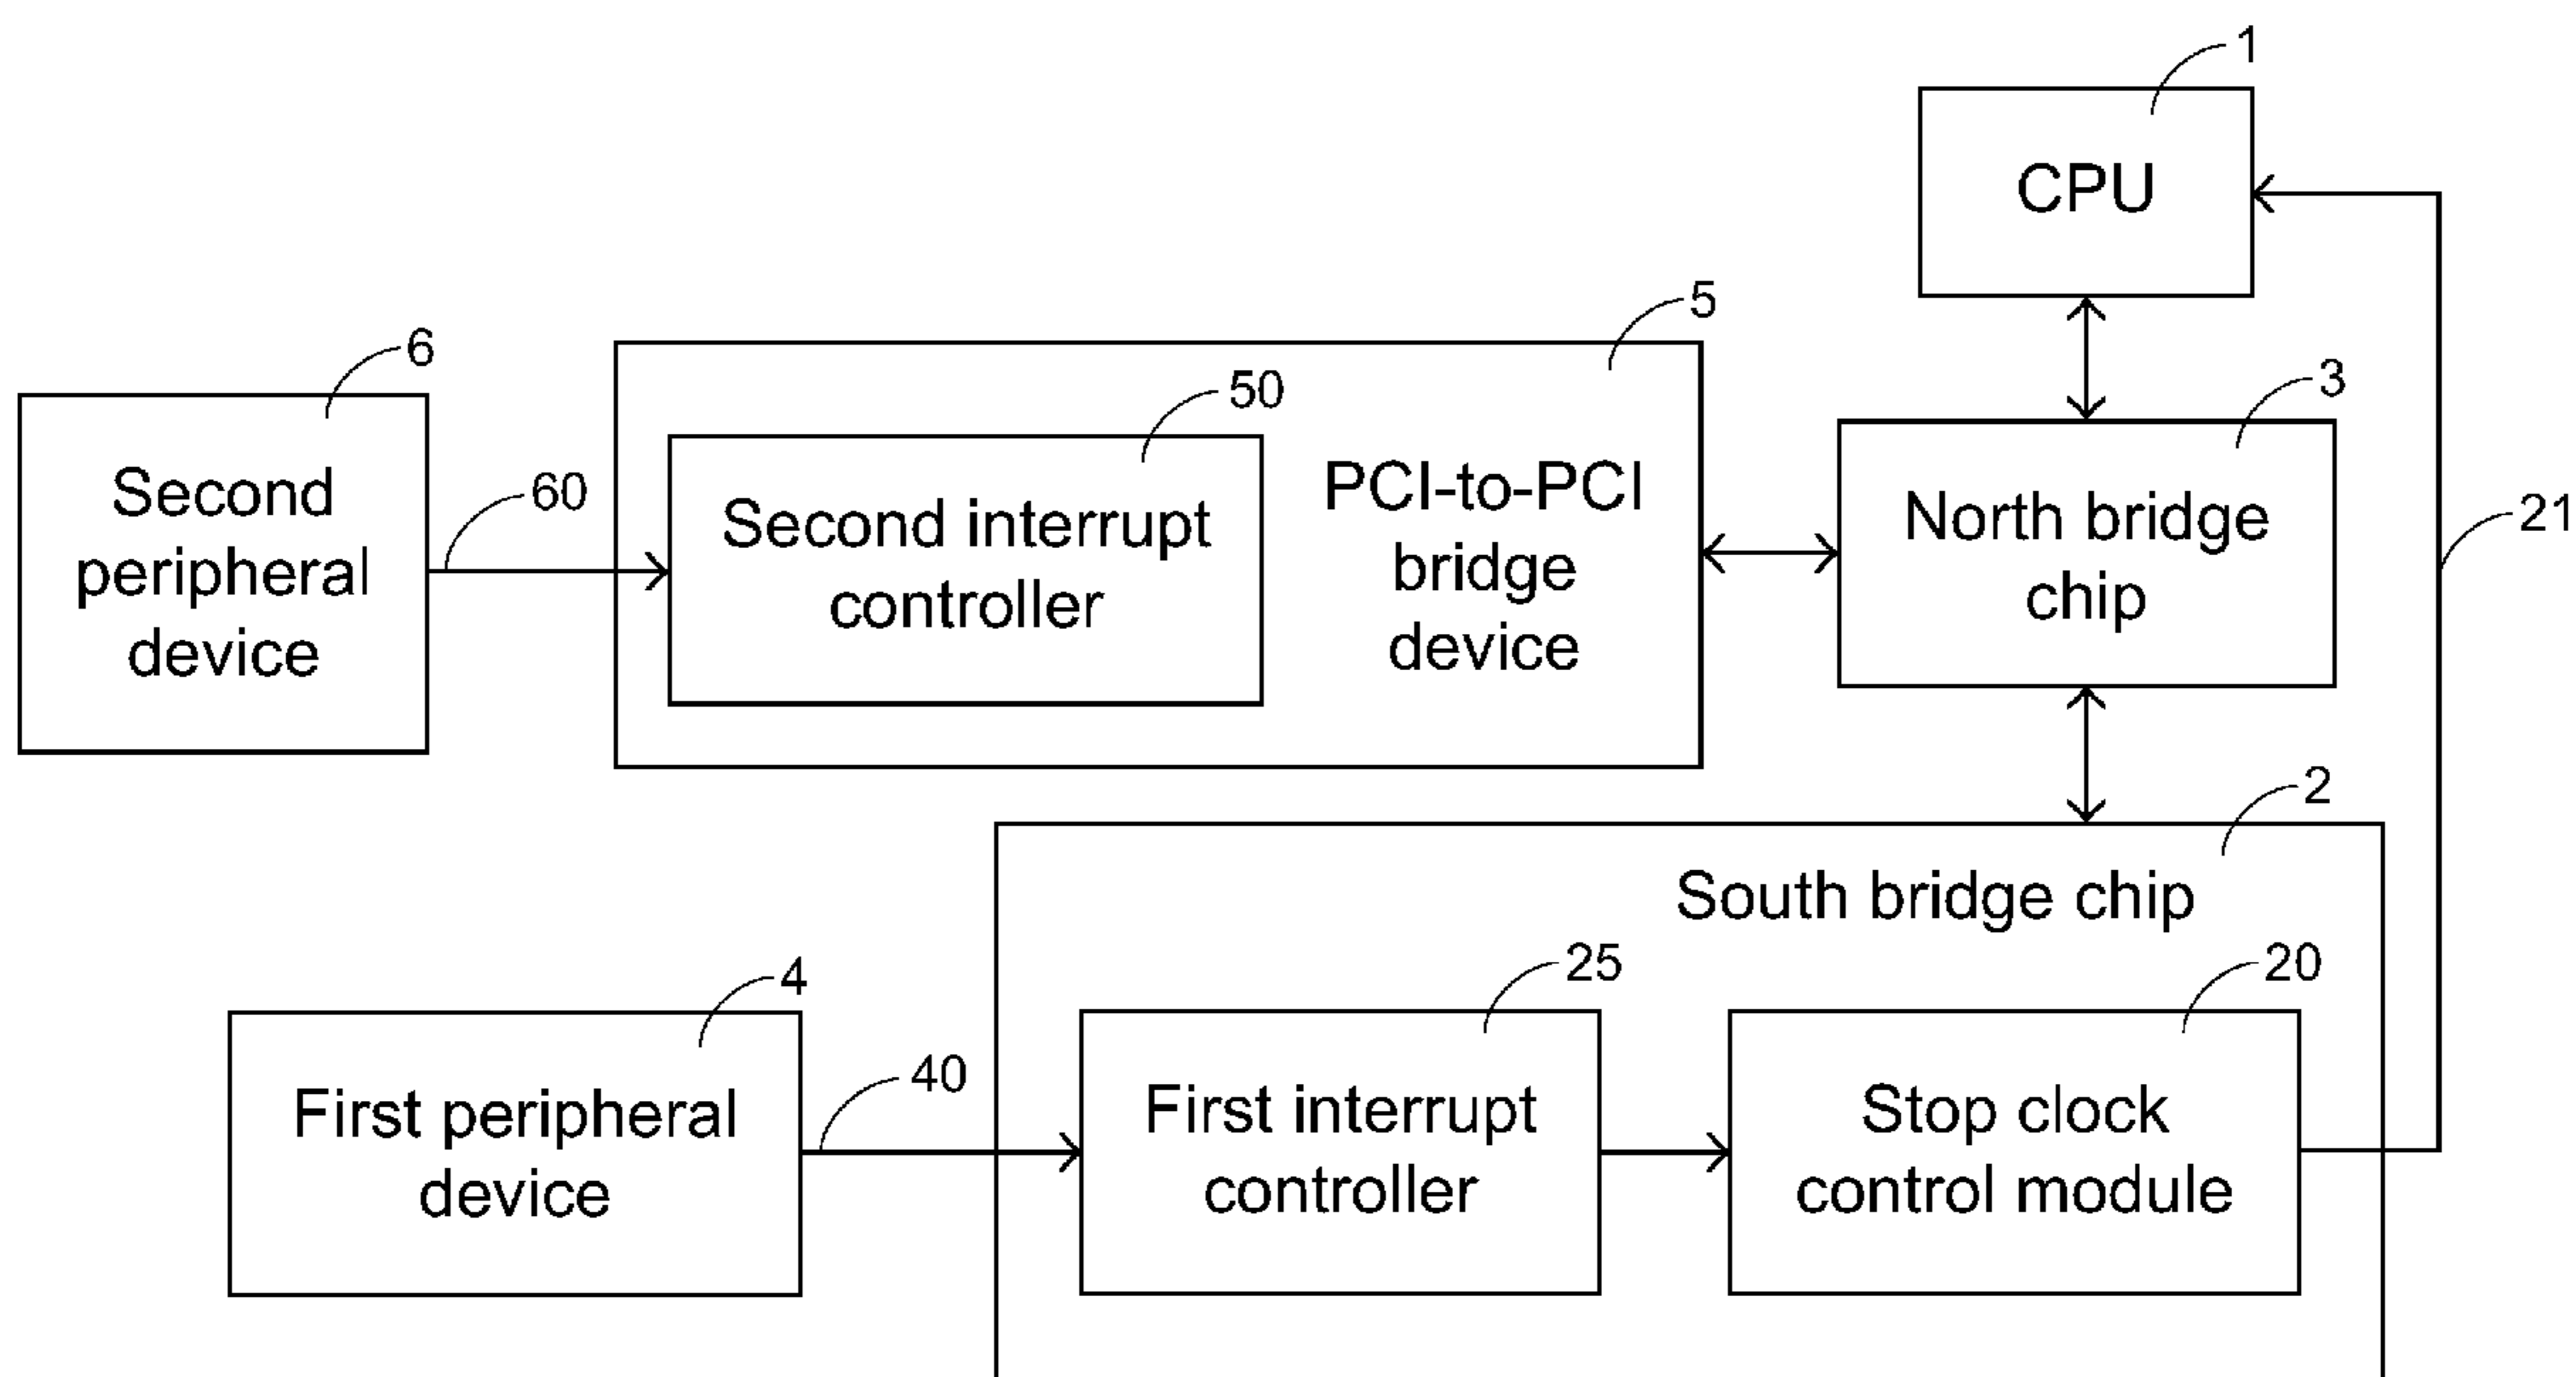 1
CPU
5
6
50
3
Second
peripheral
device
60
Second interrupt
controller
PCI-to-PCI
bridge
device
North bridge
chip
21
2
South bridge chip
4
25
20
40
First peripheral
device
First interrupt
controller
Stop clock
control module